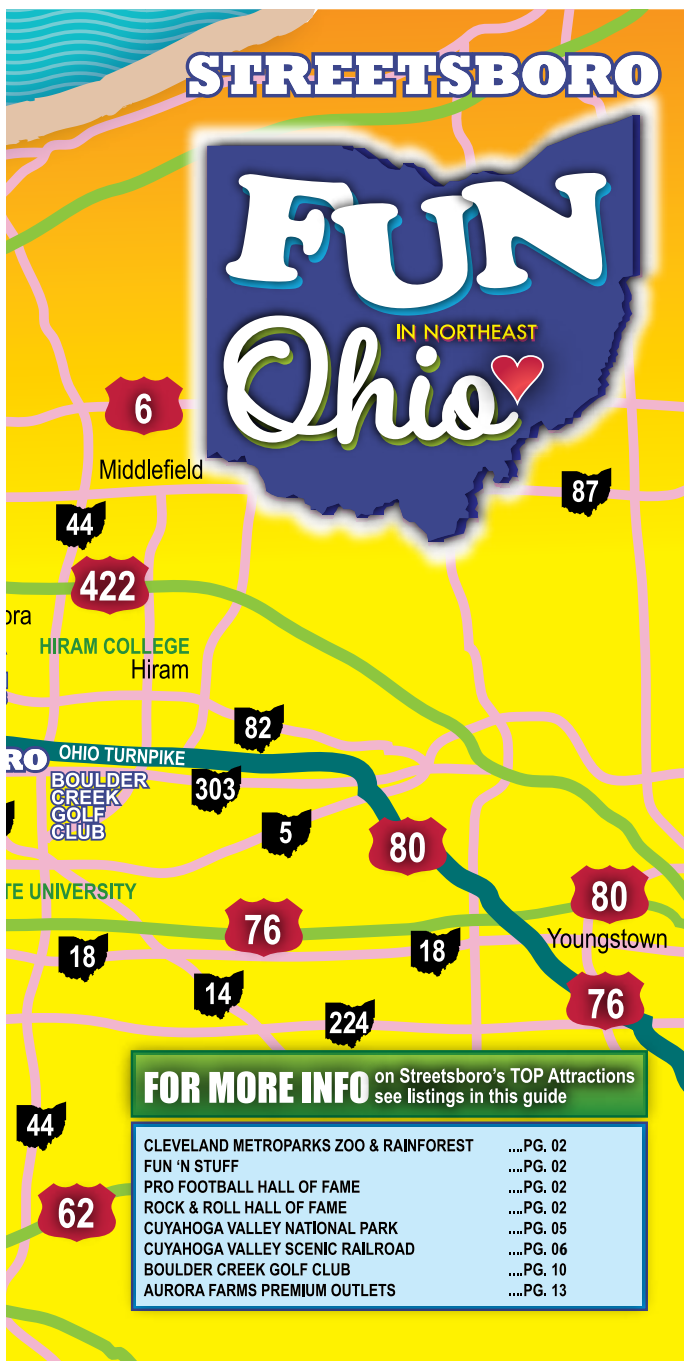 STREETSBORO
FUN
IN NORTHEAST
Ohio
6
Middlefield
87
44
422
ora
HIRAM COLLEGE
Hiram
82
RO
OHIO TURNPIKE
BOULDER
CREEK
GOLF
CLUB
303
5
80
TE UNIVERSITY
80
76
Youngstown
18
18
14
76
224
FOR MORE INFO on Streetsboro's TOP Attractions
see listings in this guide
44
CLEVELAND METROPARKS ZOO & RAINFOREST ....PG. 02
FUN 'N STUFF ....PG. 02
PRO FOOTBALL HALL OF FAME ....PG. 02
ROCK & ROLL HALL OF FAME ....PG. 02
CUYAHOGA VALLEY NATIONAL PARK ....PG. 05
CUYAHOGA VALLEY SCENIC RAILROAD ....PG. 06
BOULDER CREEK GOLF CLUB ....PG. 10
AURORA FARMS PREMIUM OUTLETS ....PG. 13
62